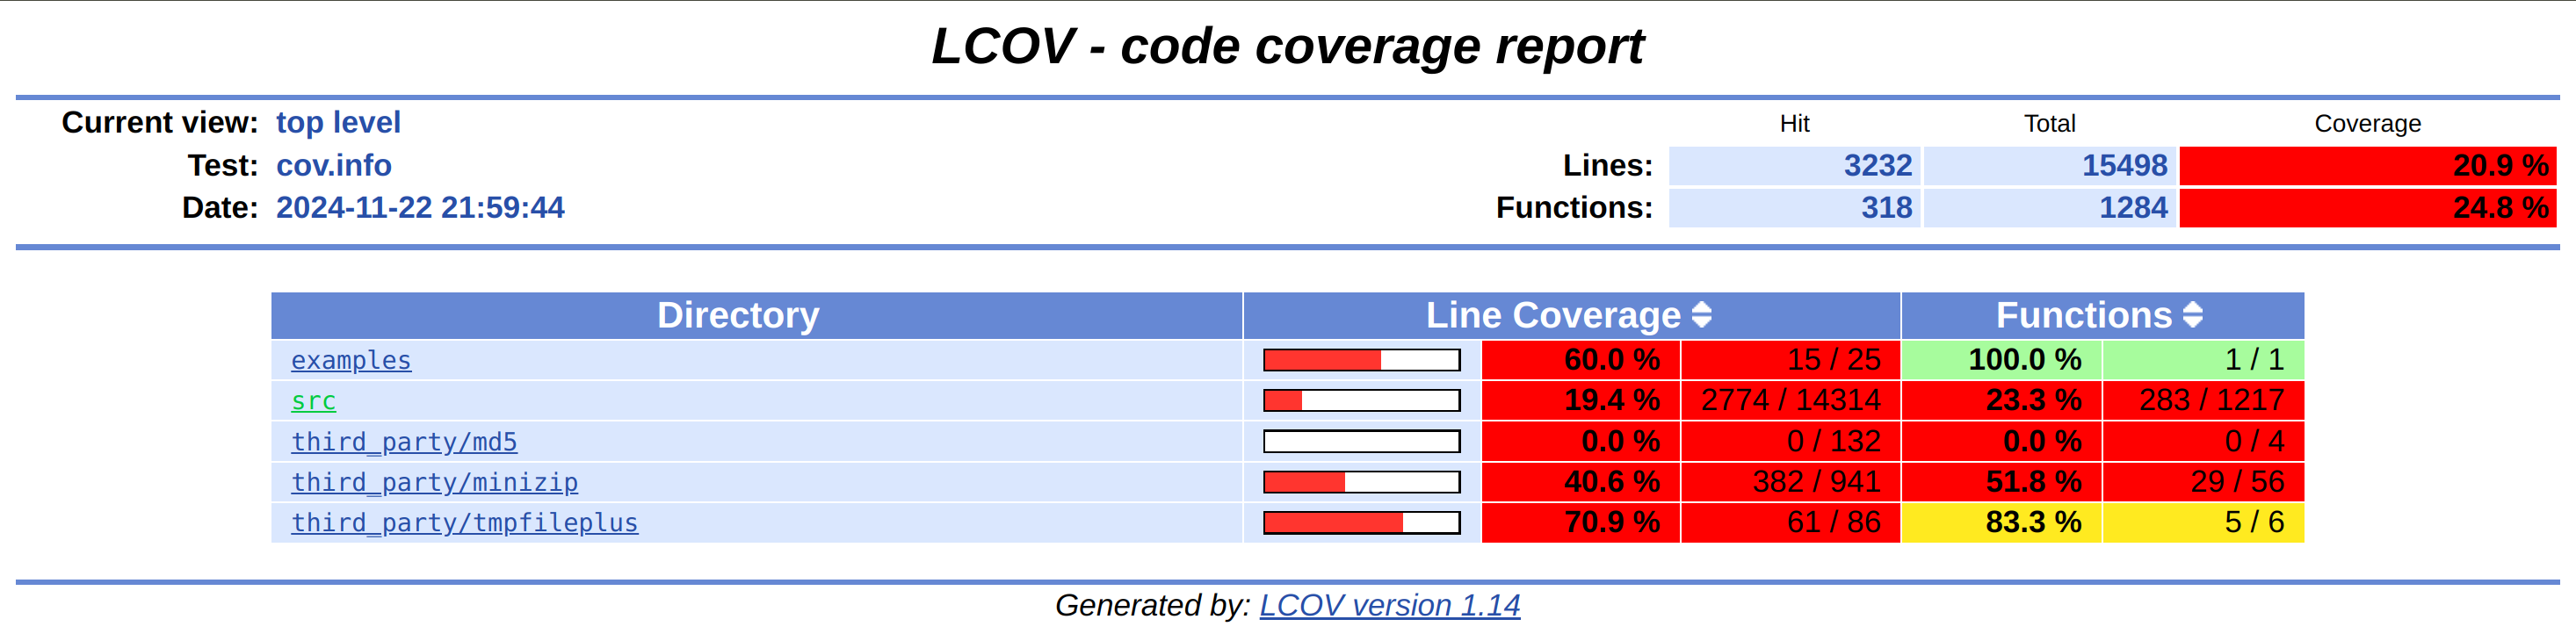 LCOV - code coverage report
Current view: top level
Hit Total Coverage
Test: cov.info Lines: 3232 15498 20.9 %
Date: 2024-11-22 21:59:44 Functions: 318 1284 24.8 %
Directory Line Coverage Functions
examples 60.0 % 15 / 25 100.0 % 1 / 1
src 19.4 % 2774 / 14314 23.3 % 283 / 1217
third_party/md5 0.0 % 0 / 132 0.0 % 0 / 4
third_party/minizip 40.6 % 382 / 941 51.8 % 29 / 56
third_party/tmpfileplus 70.9 % 61 / 86 83.3 % 5 / 6
Generated by: LCOV version 1.14